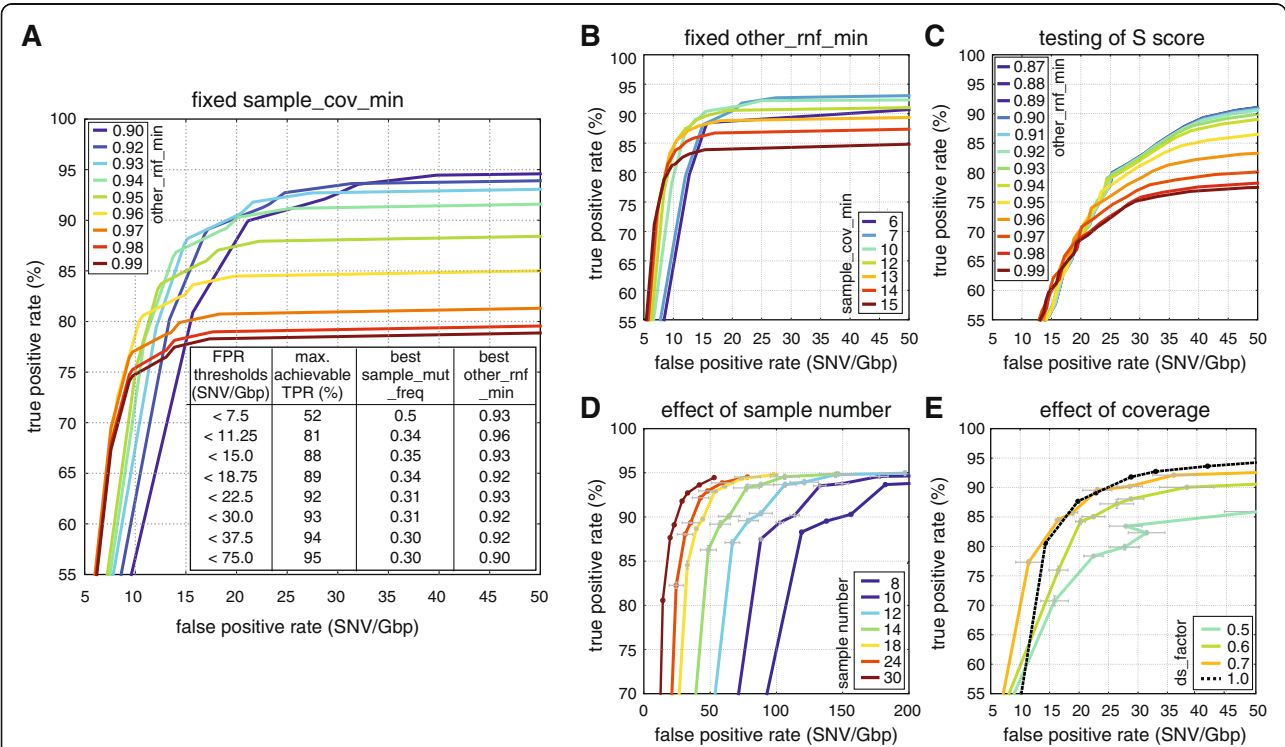 A
fixed sample_cov_min
true positive rate (%)
100
95
90
85
80
75
70
65
60
55
0.90
0.92
0.93
0.94
0.95
0.96
0.97
0.98
0.99
other_rnf_min
FPR thresholds (SNV/Gbp) max. achievable TPR (%) best sample_mut_freq best other_rnf_min
< 7.5 52 0.5 0.93
< 11.25 81 0.34 0.96
< 15.0 88 0.35 0.93
< 18.75 89 0.34 0.92
< 22.5 92 0.31 0.93
< 30.0 93 0.31 0.92
< 37.5 94 0.30 0.92
< 75.0 95 0.30 0.90
5 10 15 20 25 30 35 40 45 50
false positive rate (SNV/Gbp)
B
fixed other_rnf_min
true positive rate (%)
100
95
90
85
80
75
70
65
60
55
sample_cov_min
6
7
10
12
13
14
15
5 10 15 20 25 30 35 40 45 50
false positive rate (SNV/Gbp)
C
testing of S score
true positive rate (%)
100
95
90
85
80
75
70
65
60
55
0.87
0.88
0.89
0.90
0.91
0.92
0.93
0.94
0.95
0.96
0.97
0.98
0.99
other_rnf_min
5 10 15 20 25 30 35 40 45 50
false positive rate (SNV/Gbp)
D
effect of sample number
true positive rate (%)
100
95
90
85
80
75
70
sample number
8
10
12
14
18
24
30
0 50 100 150 200
false positive rate (SNV/Gbp)
E
effect of coverage
true positive rate (%)
100
95
90
85
80
75
70
65
60
55
ds_factor
0.5
0.6
0.7
1.0
5 10 15 20 25 30 35 40 45 50
false positive rate (SNV/Gbp)